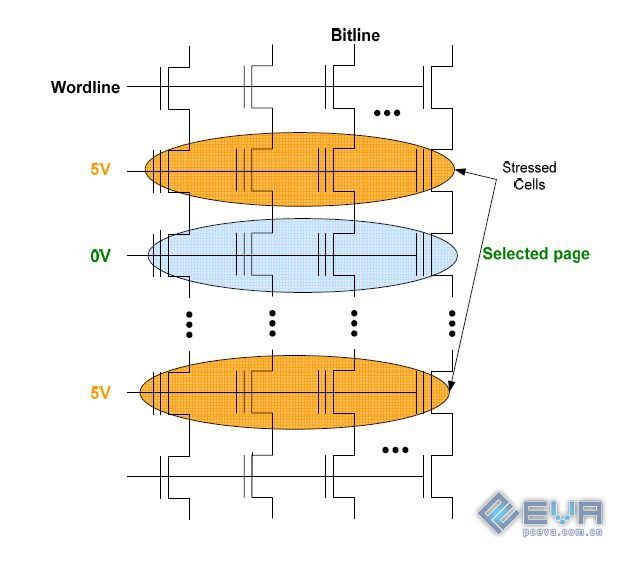 Bitline
Wordline
5V
Stressed
Cells
0V
Selected page
5V
EVA
pceva.com.cn